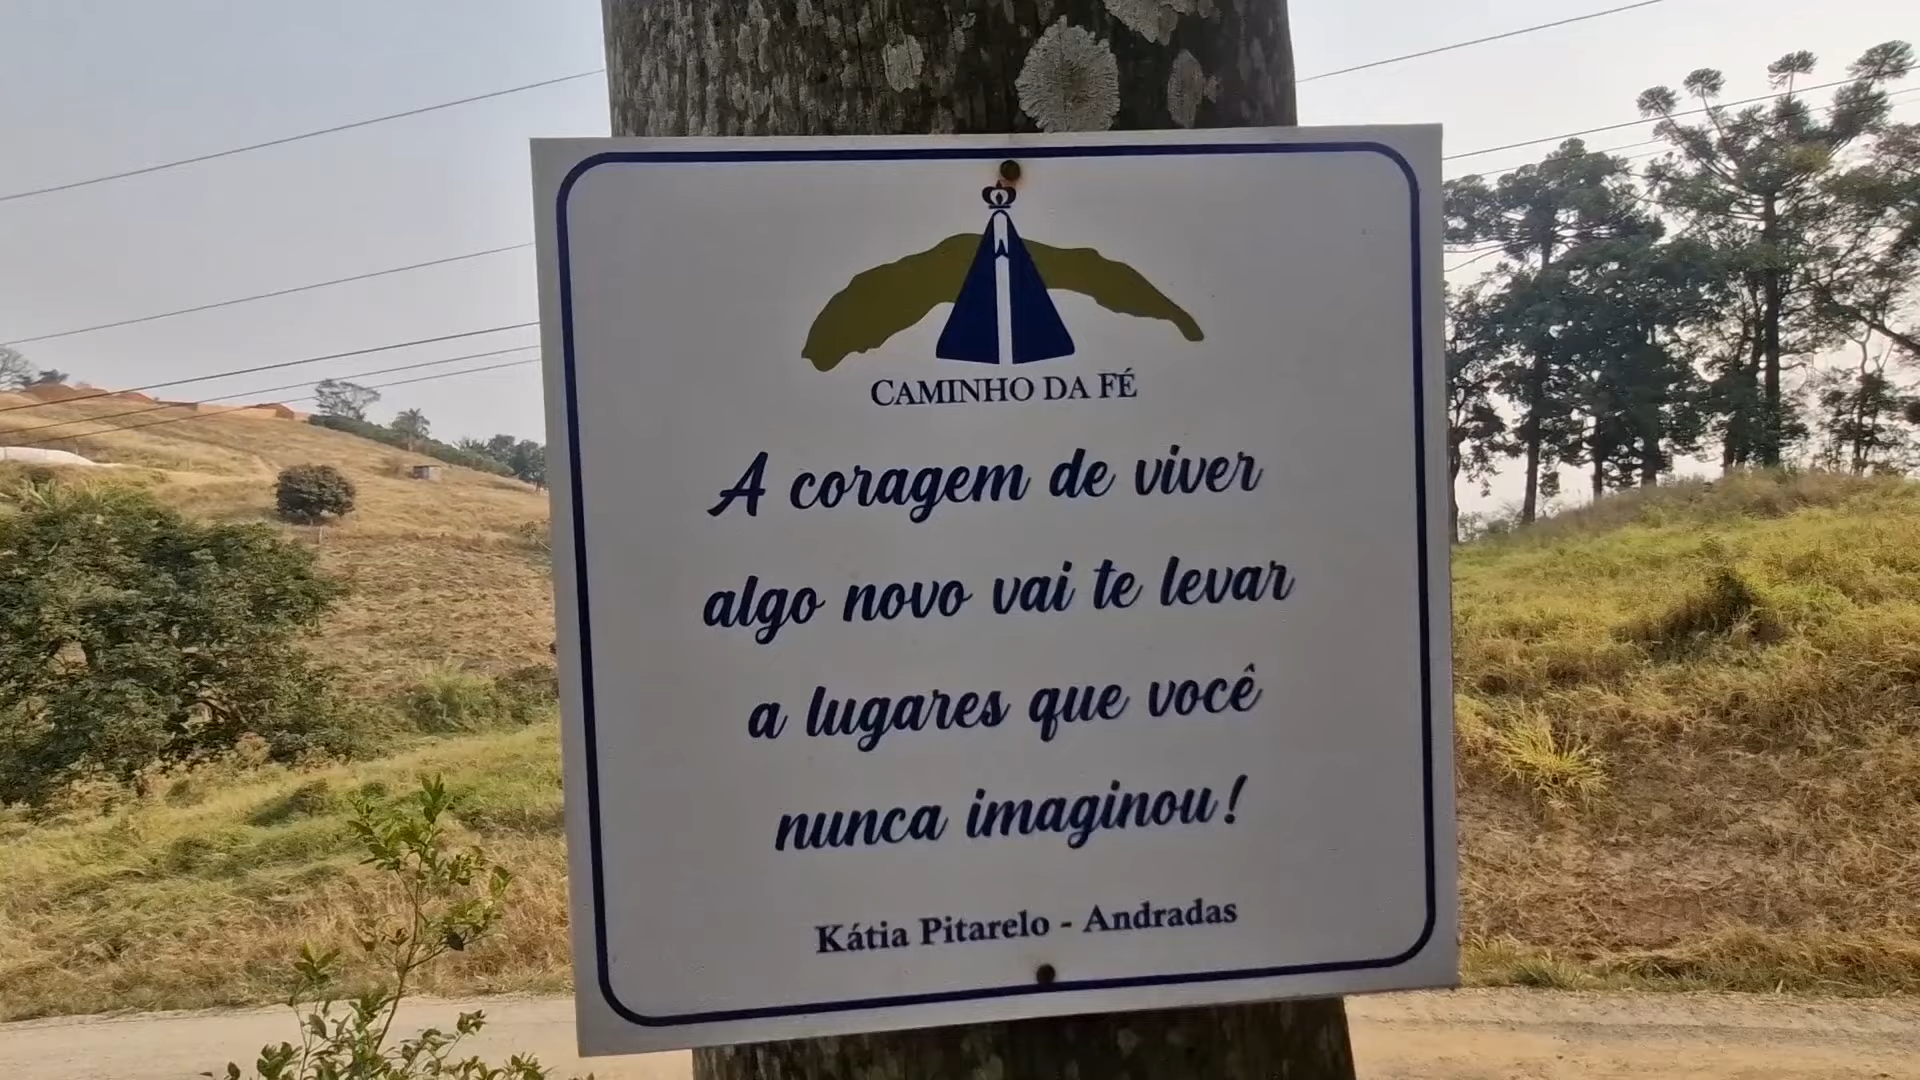 CAMINHO DA FÉ
A coragem de viver
algo novo vai te levar
a lugares que você
nunca imaginou!
Kátia Pitarelo - Andradas